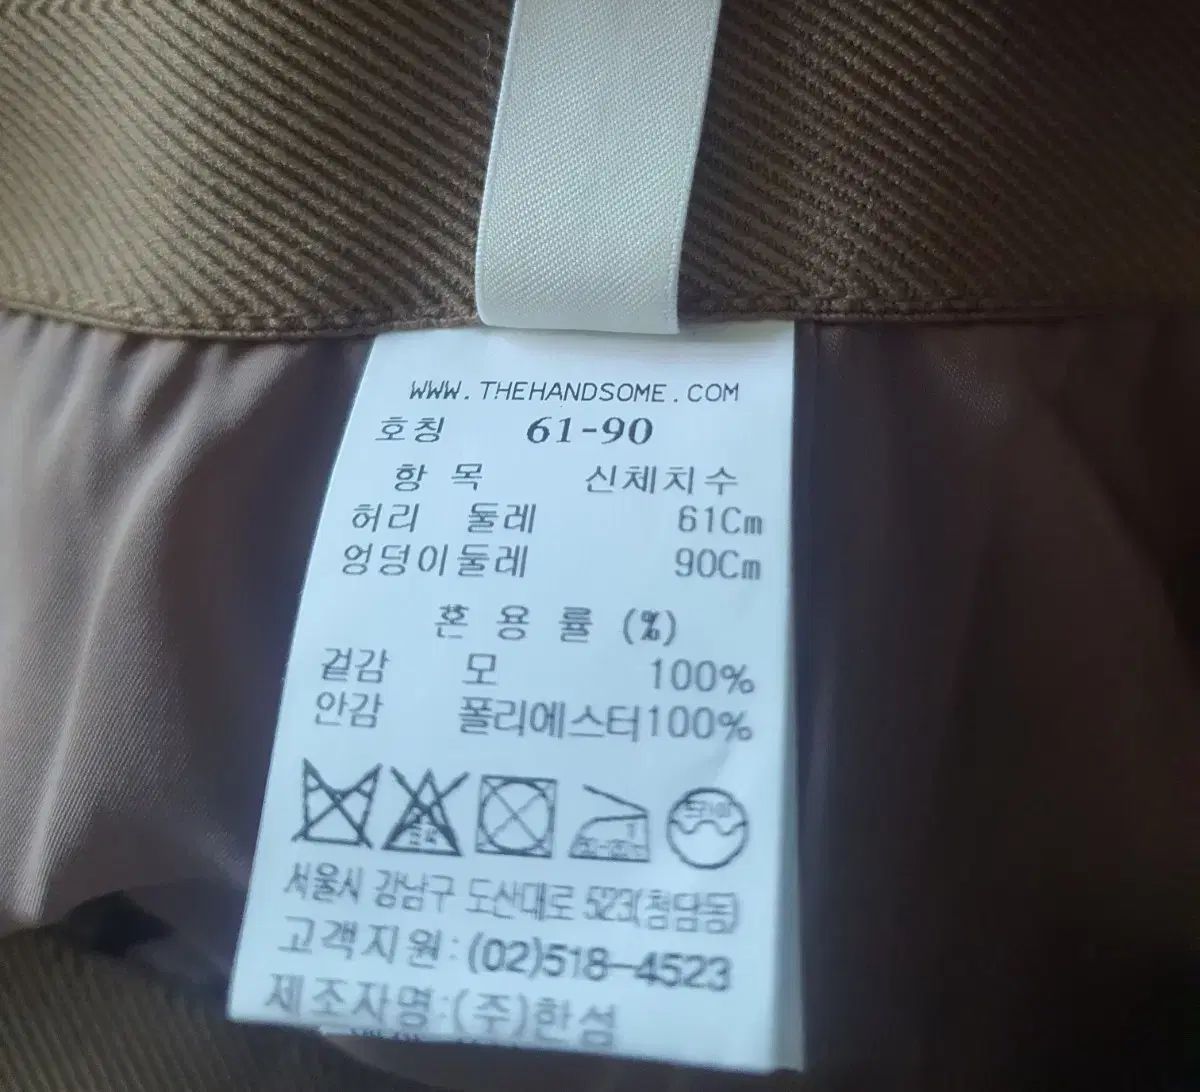 WWW.THEHANDSOME.COM
호칭 61-90
항 목 신체치수
허리 둘레 61Cm
엉덩이둘레 90Cm
혼 용 률 (%)
겉감 모 100%
안감 폴리에스터100%
서울시 강남구 도산대로 523(청담동)
고객지원:(02)518-4523
제조자명:(주)한섬